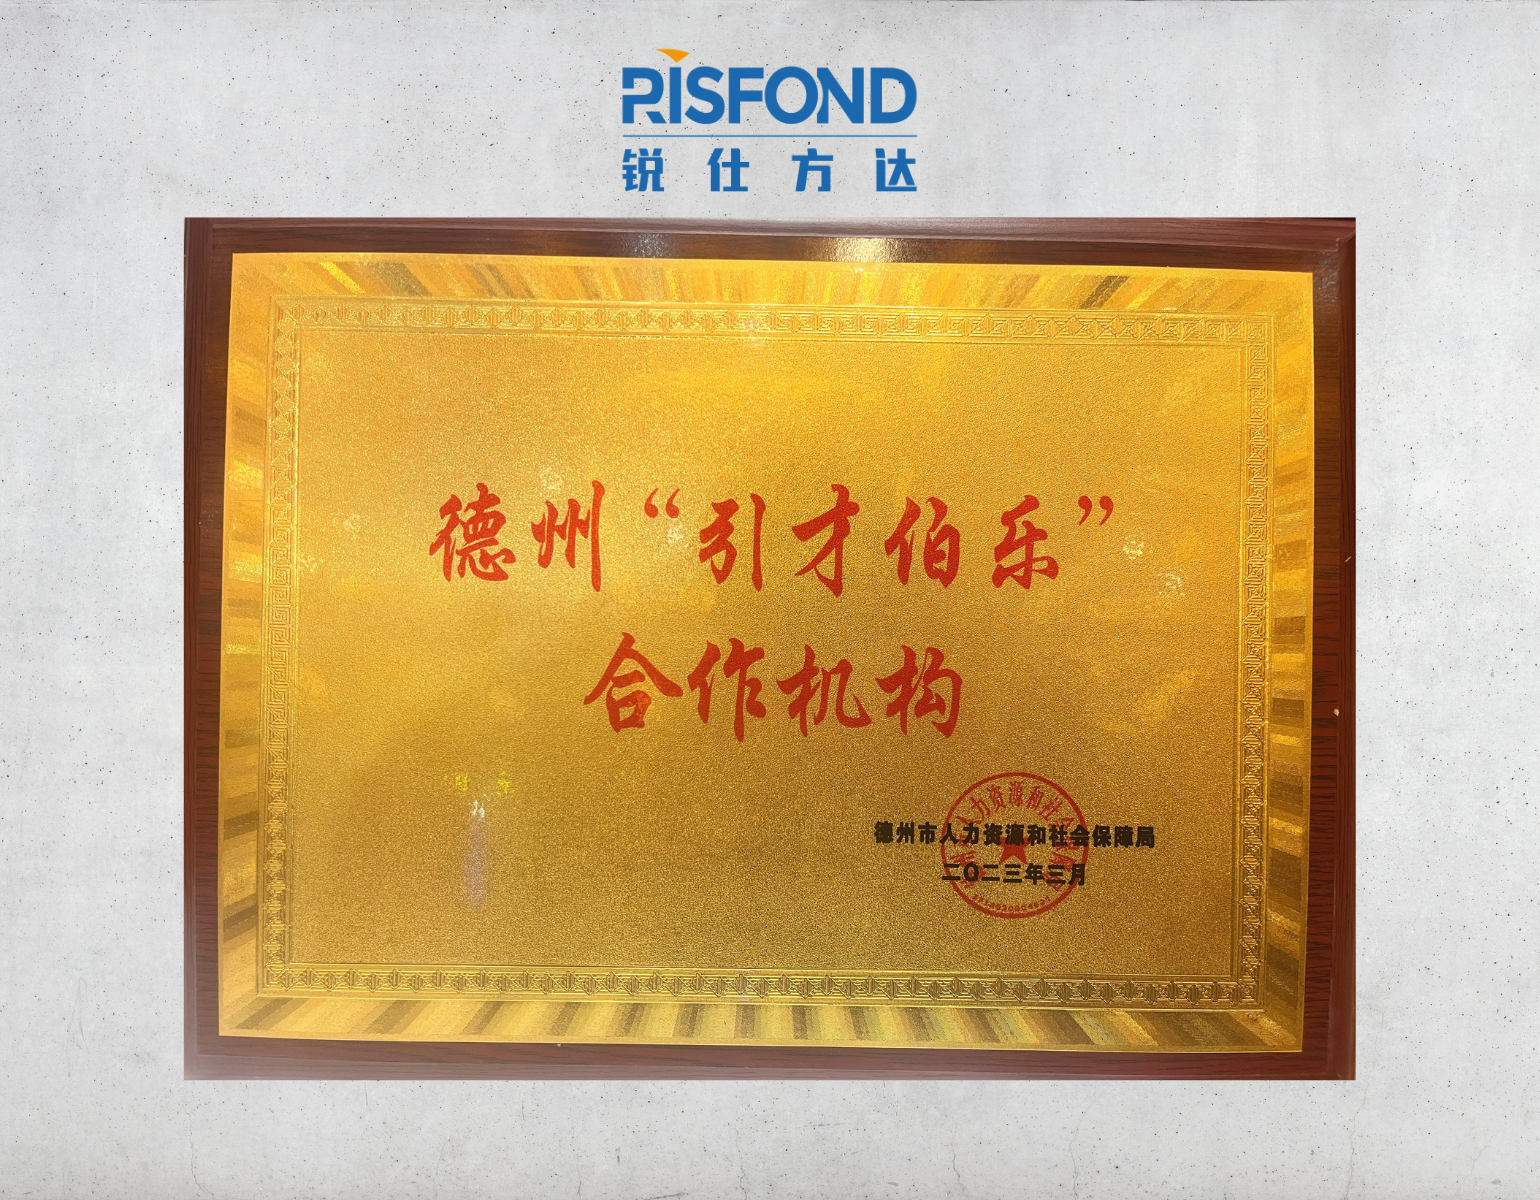 RISFOND
锐仕方达
德州“引才伯乐”
合作机构
德州市人力资源和社会保障局
二〇二三年三月